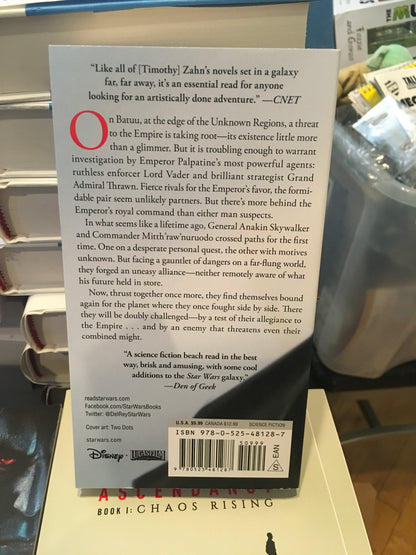 “Like all of [Timothy] Zahn’s novels set in a galaxy
far, far away, it’s an essential read for anyone
looking for an artistically done adventure.” —CNET
On Batuu, at the edge of the Unknown Regions, a threat
to the Empire is taking root—its existence little more
than a glimmer. But it is troubling enough to warrant
investigation by Emperor Palpatine’s most powerful agents:
ruthless enforcer Lord Vader and brilliant strategist Grand
Admiral Thrawn. Fierce rivals for the Emperor’s favor, the formi-
dable pair seem unlikely partners. But there’s more behind the
Emperor’s royal command than either man suspects.
In what seems like a lifetime ago, General Anakin Skywalker
and Commander Mitth’raw’nuruodo crossed paths for the first
time. One on a desperate personal quest, the other with motives
unknown. But facing a gauntlet of dangers on a far-flung world,
they forged an uneasy alliance—neither remotely aware of what
his future held in store.
Now, thrust together once more, they find themselves bound
again for the planet where they once fought side by side. There
they will be doubly challenged—by a test of their allegiance to
the Empire . . . and by an enemy that threatens even their
combined might.
“A science fiction beach read in the best
way, brisk and amusing, with some cool
additions to the Star Wars galaxy.”
—Den of Geek
readstarwars.com
Facebook.com/StarWarsBooks
Twitter: @DelReyStarWars
Cover art: Two Dots
starwars.com
Disney
LUCASFILM
U.S.A. $9.99 CANADA $12.99 SCIENCE FICTION
ISBN 978-0-525-48128-7
50999
9 780525 481287
S
EAN
ASCENDANCY
BOOK I: CHAOS RISING